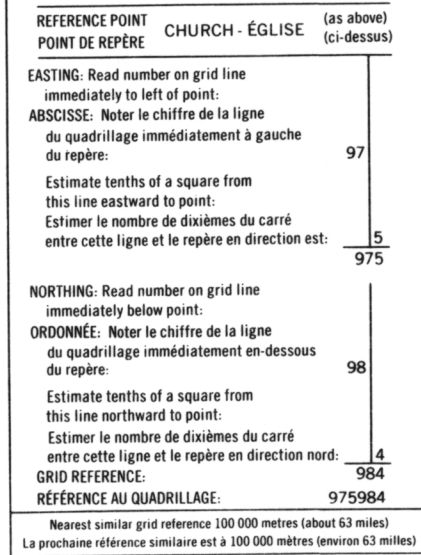 REFERENCE POINT CHURCH - ÉGLISE (as above)
POINT DE REPÈRE (ci-dessus)
EASTING: Read number on grid line
immediately to left of point:
ABSCISSE: Noter le chiffre de la ligne
du quadrillage immédiatement à gauche
du repère: 97
Estimate tenths of a square from
this line eastward to point:
Estimer le nombre de dixièmes du carré
entre cette ligne et le repère en direction est: 5
975
NORTHING: Read number on grid line
immediately below point:
ORDONNÉE: Noter le chiffre de la ligne
du quadrillage immédiatement en-dessous
du repère: 98
Estimate tenths of a square from
this line northward to point:
Estimer le nombre de dixièmes du carré
entre cette ligne et le repère en direction nord: 4
GRID REFERENCE: 984
RÉFÉRENCE AU QUADRILLAGE: 975984
Nearest similar grid reference 100 000 metres (about 63 miles)
La prochaine référence similaire est à 100 000 mètres (environ 63 milles)